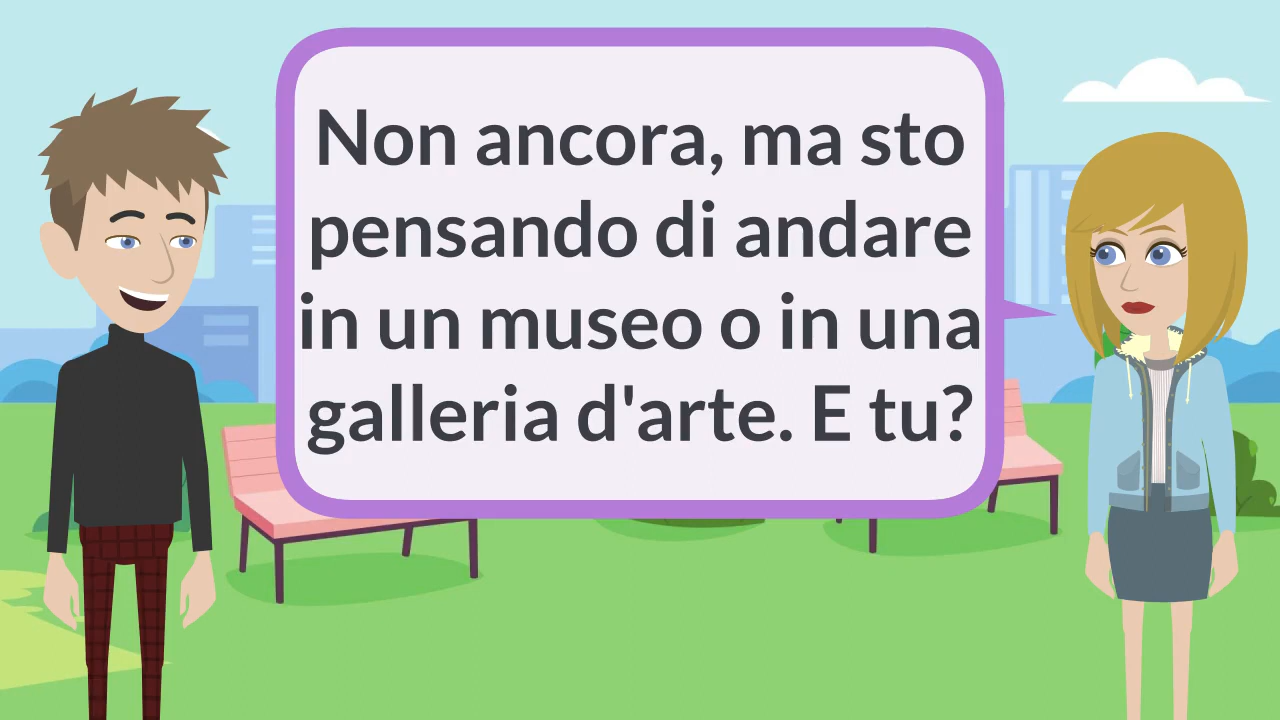 Non ancora, ma sto
pensando di andare
in un museo o in una
galleria d'arte. E tu?